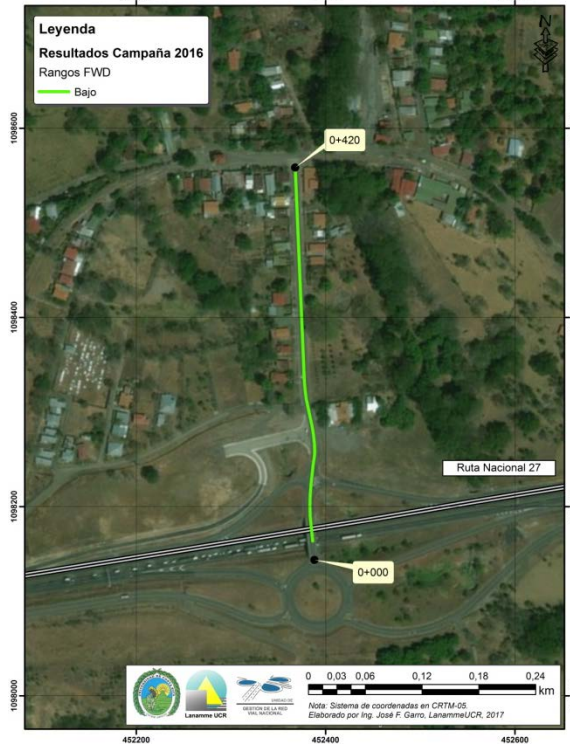 Leyenda
Resultados Campaña 2016
Rangos FWD
Bajo
N
0+420
Ruta Nacional 27
0+000
1098600
1098400
1098200
1098000
Lanamme UCR
UNIDAD DE
GESTIÓN DE LA RED
VIAL NACIONAL
0 0,03 0,06 0,12 0,18 0,24
km
Nota: Sistema de coordenadas en CRTM-05.
Elaborado por Ing. José F. Garro, LanammeUCR, 2017
452200 452400 452600